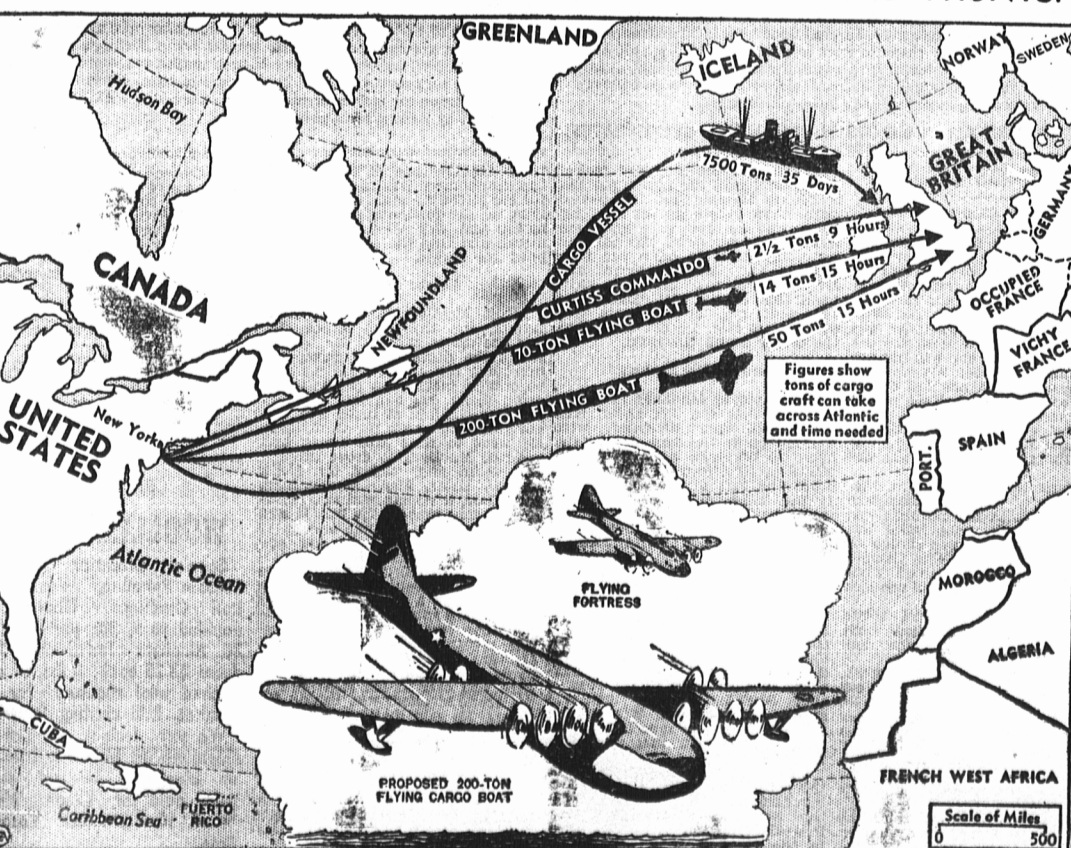 GREENLAND
ICELAND
NORWAY
SWEDEN
Hudson Bay
GREAT
BRITAIN
GERMANY
7500 Tons 35 Days
CARGO VESSEL
CANADA
NEWFOUNDLAND
CURTISS COMMANDO
2½ Tons 9 Hours
70-TON FLYING BOAT
14 Tons 15 Hours
200-TON FLYING BOAT
50 Tons 15 Hours
OCCUPIED
FRANCE
VICHY
FRANCE
Figures show
tons of cargo
craft can take
across Atlantic
and time needed
UNITED
STATES
New York
PORT.
SPAIN
Atlantic Ocean
FLYING
FORTRESS
MOROCCO
ALGERIA
CUBA
PROPOSED 200-TON
FLYING CARGO BOAT
FRENCH WEST AFRICA
Caribbean Sea
PUERTO
RICO
Scale of Miles
0 500